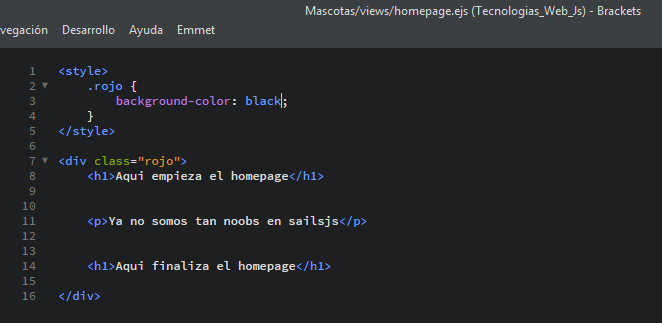 Mascotas/views/homepage.ejs (Tecnologias_Web_Js) - Brackets
vegación Desarrollo Ayuda Emmet
1 <style>
2 .rojo {
3 background-color: black;
4 }
5 </style>
6
7 <div class="rojo">
8 <h1>Aqui empieza el homepage</h1>
9
10
11 <p>Ya no somos tan noobs en sailsjs</p>
12
13
14 <h1>Aqui finaliza el homepage</h1>
15
16 </div>